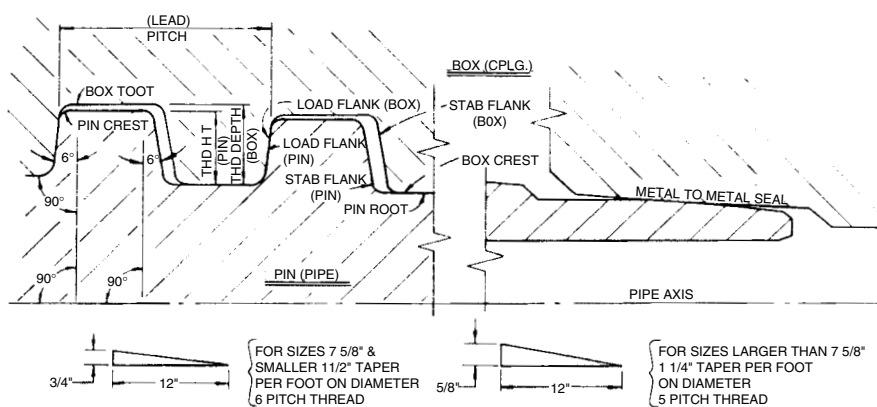 (LEAD)
PITCH
BOX (CPLG.)
BOX TOOT
PIN CREST
6°
6°
THD H T
(PIN)
THD DEPTH
(BOX)
LOAD FLANK (BOX)
LOAD FLANK
(PIN)
STAB FLANK
(PIN)
STAB FLANK
(B0X)
BOX CREST
PIN ROOT
METAL TO METAL SEAL
90°
90°
90°
PIN (PIPE)
PIPE AXIS
3/4"
12"
FOR SIZES 7 5/8" &
SMALLER 11/2" TAPER
PER FOOT ON DIAMETER
6 PITCH THREAD
5/8"
12"
FOR SIZES LARGER THAN 7 5/8"
1 1/4" TAPER PER FOOT
ON DIAMETER
5 PITCH THREAD